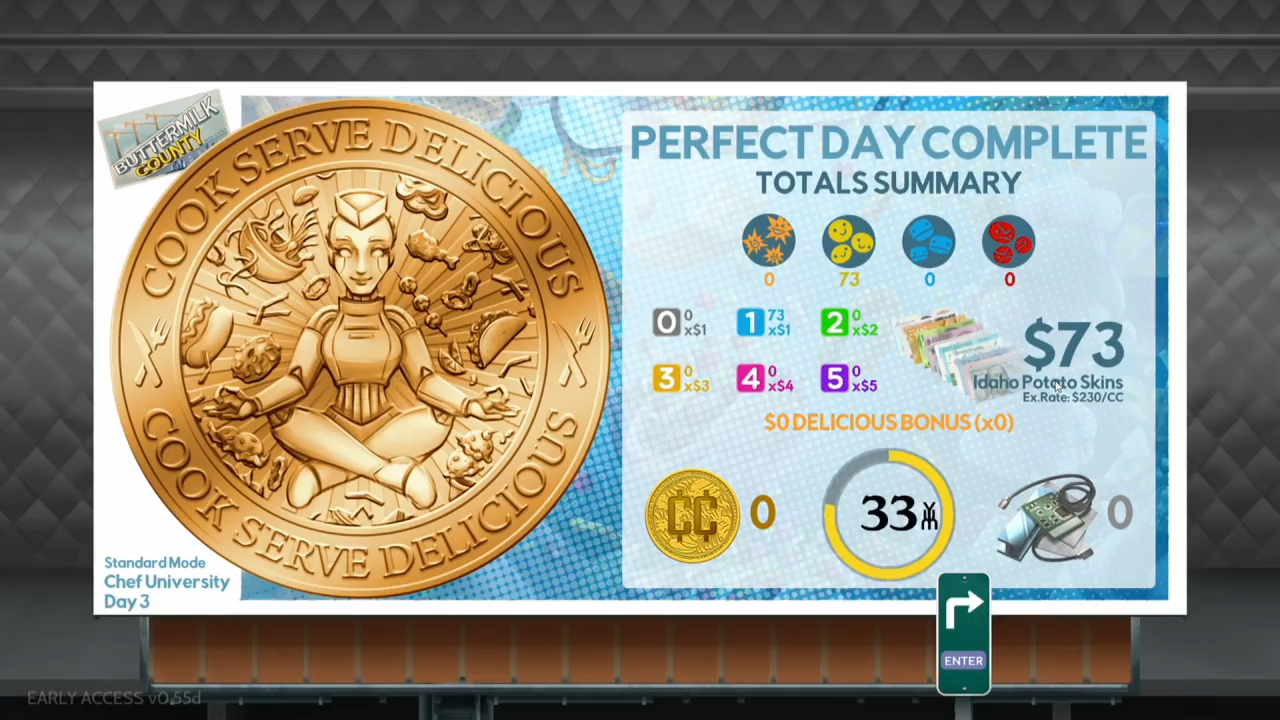 BUTTERMILK
COUNTY
COOK SERVE DELICIOUS
COOK SERVE DELICIOUS
PERFECT DAY COMPLETE
TOTALS SUMMARY
0 73 0 0
0 0 x$1
1 73 x$1
2 0 x$2
3 0 x$3
4 0 x$4
5 0 x$5
$73
Idaho Potato Skins
Ex.Rate: $230/CC
$0 DELICIOUS BONUS (x0)
CC 0
33
0
Standard Mode
Chef University
Day 3
ENTER
EARLY ACCESS v0.55d